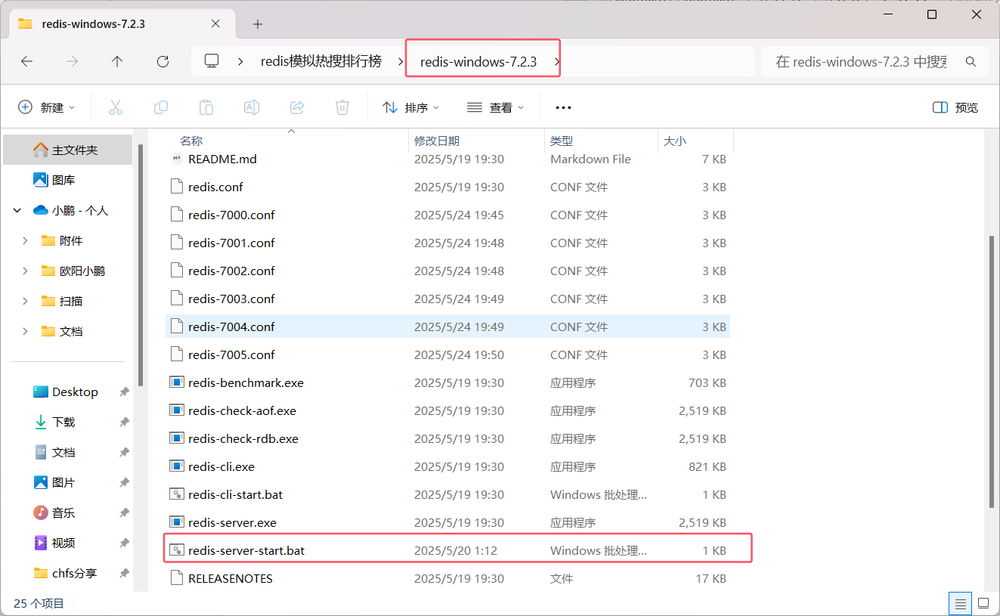 redis-windows-7.2.3
redis模拟热搜排行榜 redis-windows-7.2.3 在 redis-windows-7.2.3 中搜索
新建 排序 查看 预览
主文件夹
图库
小鹏 - 个人
附件
欧阳小鹏
扫描
文档
Desktop
下载
文档
图片
音乐
视频
chfs分享
名称 修改日期 类型 大小
README.md 2025/5/19 19:30 Markdown File 7 KB
redis.conf 2025/5/19 19:30 CONF 文件 3 KB
redis-7000.conf 2025/5/24 19:45 CONF 文件 3 KB
redis-7001.conf 2025/5/24 19:48 CONF 文件 3 KB
redis-7002.conf 2025/5/24 19:48 CONF 文件 3 KB
redis-7003.conf 2025/5/24 19:49 CONF 文件 3 KB
redis-7004.conf 2025/5/24 19:49 CONF 文件 3 KB
redis-7005.conf 2025/5/24 19:50 CONF 文件 3 KB
redis-benchmark.exe 2025/5/19 19:30 应用程序 703 KB
redis-check-aof.exe 2025/5/19 19:30 应用程序 2,519 KB
redis-check-rdb.exe 2025/5/19 19:30 应用程序 2,519 KB
redis-cli.exe 2025/5/19 19:30 应用程序 821 KB
redis-cli-start.bat 2025/5/19 19:30 Windows 批处理... 1 KB
redis-server.exe 2025/5/19 19:30 应用程序 2,519 KB
redis-server-start.bat 2025/5/20 1:12 Windows 批处理... 1 KB
RELEASENOTES 2025/5/19 19:30 文件 17 KB
25 个项目